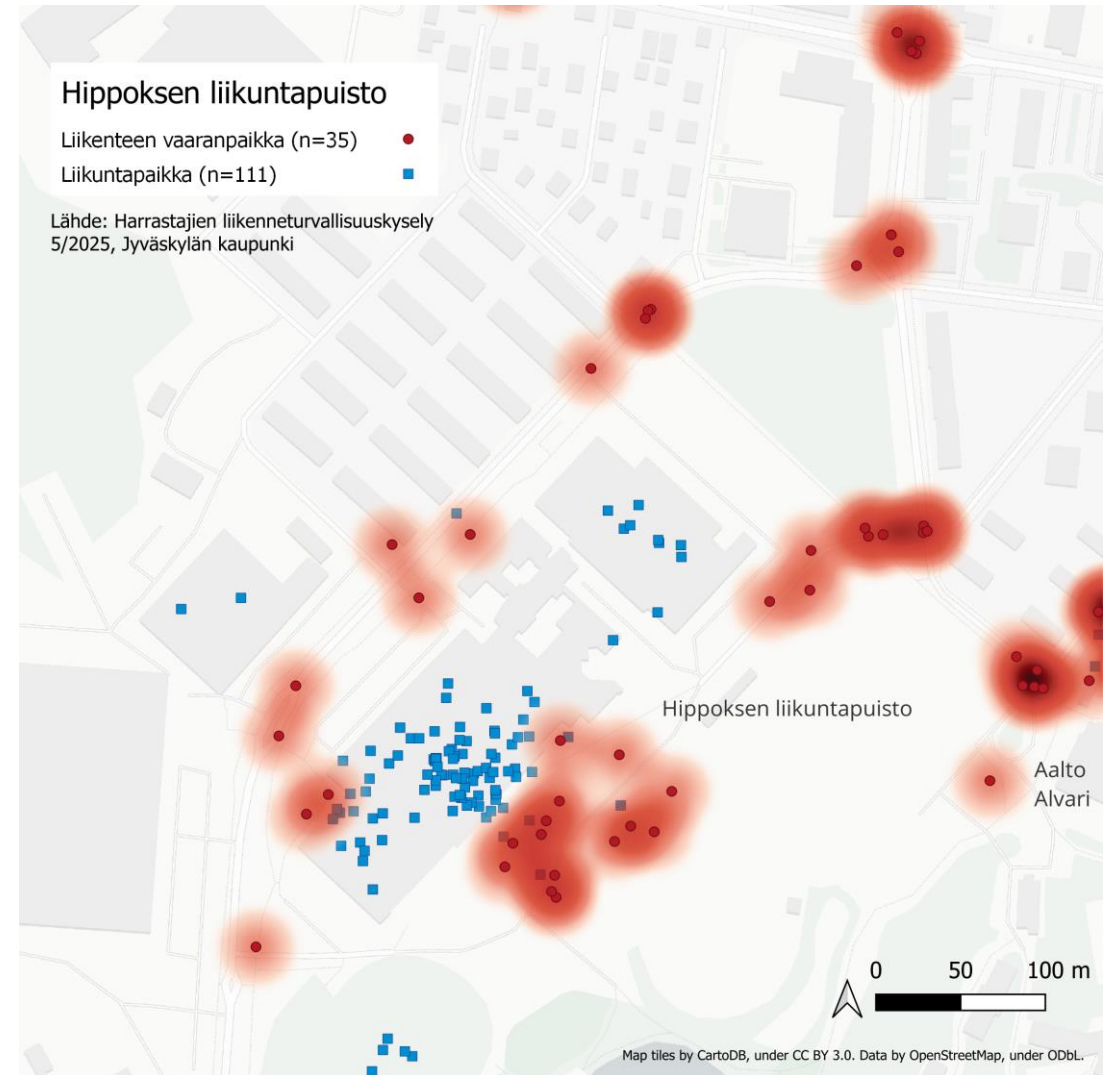 Hippoksen liikuntapuisto
Liikenteen vaaranpaikka (n=35)
Liikuntapaikka (n=111)
Lähde: Harrastajien liikenneturvallisuuskysely
5/2025, Jyväskylän kaupunki
Hippoksen liikuntapuisto
Aalto
Alvari
0 50 100 m
Map tiles by CartoDB, under CC BY 3.0. Data by OpenStreetMap, under ODbL.